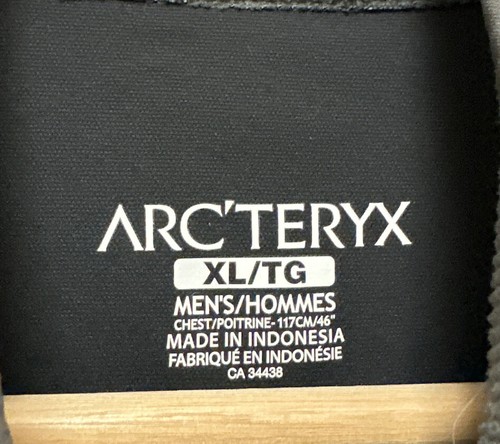 ARC'TERYX
XL/TG
MEN'S/HOMMES
CHEST/POITRINE-117CM/46"
MADE IN INDONESIA
FABRIQUÉ EN INDONÉSIE
CA 34438